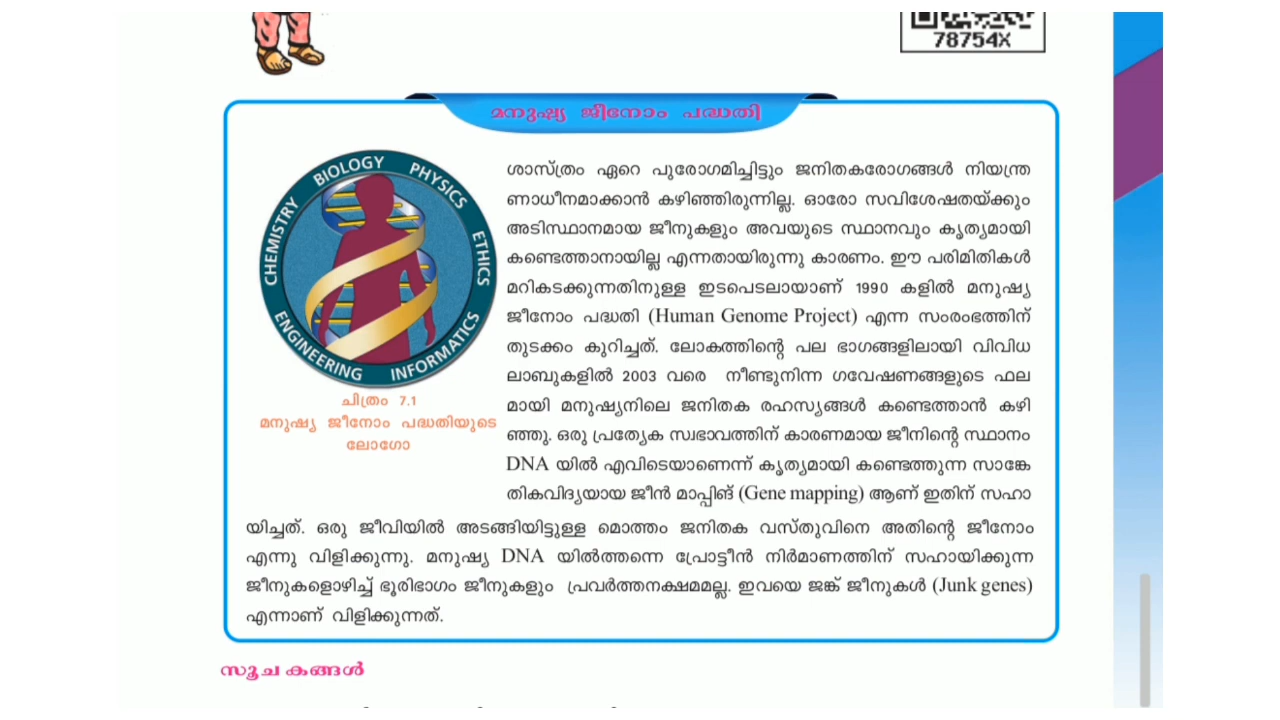 78754X
മനുഷ്യ ജീനോം പദ്ധതി
CHEMISTRY BIOLOGY PHYSICS ETHICS
ENGINEERING INFORMATICS
ചിത്രം 7.1
മനുഷ്യ ജീനോം പദ്ധതിയുടെ
ലോഗോ
ശാസ്ത്രം ഏറെ പുരോഗമിച്ചിട്ടും ജനിതകരോഗങ്ങൾ നിയന്ത്ര
ണാധീനമാക്കാൻ കഴിഞ്ഞിരുന്നില്ല. ഓരോ സവിശേഷതയ്ക്കും
അടിസ്ഥാനമായ ജീനുകളും അവയുടെ സ്ഥാനവും കൃത്യമായി
കണ്ടെത്താനായില്ല എന്നതായിരുന്നു കാരണം. ഈ പരിമിതികൾ
മറികടക്കുന്നതിനുള്ള ഇടപെടലായാണ് 1990 കളിൽ മനുഷ്യ
ജീനോം പദ്ധതി (Human Genome Project) എന്ന സംരംഭത്തിന്
തുടക്കം കുറിച്ചത്. ലോകത്തിന്റെ പല ഭാഗങ്ങളിലായി വിവിധ
ലാബുകളിൽ 2003 വരെ നീണ്ടുനിന്ന ഗവേഷണങ്ങളുടെ ഫല
മായി മനുഷ്യനിലെ ജനിതക രഹസ്യങ്ങൾ കണ്ടെത്താൻ കഴി
ഞ്ഞു. ഒരു പ്രത്യേക സ്വഭാവത്തിന് കാരണമായ ജീനിന്റെ സ്ഥാനം
DNA യിൽ എവിടെയാണെന്ന് കൃത്യമായി കണ്ടെത്തുന്ന സാങ്കേ
തികവിദ്യയായ ജീൻ മാപ്പിങ് (Gene mapping) ആണ് ഇതിന് സഹാ
യിച്ചത്. ഒരു ജീവിയിൽ അടങ്ങിയിട്ടുള്ള മൊത്തം ജനിതക വസ്തുവിനെ അതിന്റെ ജീനോം
എന്നു വിളിക്കുന്നു. മനുഷ്യ DNA യിൽത്തന്നെ പ്രോട്ടീൻ നിർമാണത്തിന് സഹായിക്കുന്ന
ജീനുകളൊഴിച്ച് ഭൂരിഭാഗം ജീനുകളും പ്രവർത്തനക്ഷമമല്ല. ഇവയെ ജങ്ക് ജീനുകൾ (Junk genes)
എന്നാണ് വിളിക്കുന്നത്.
സൂചകങ്ങൾ